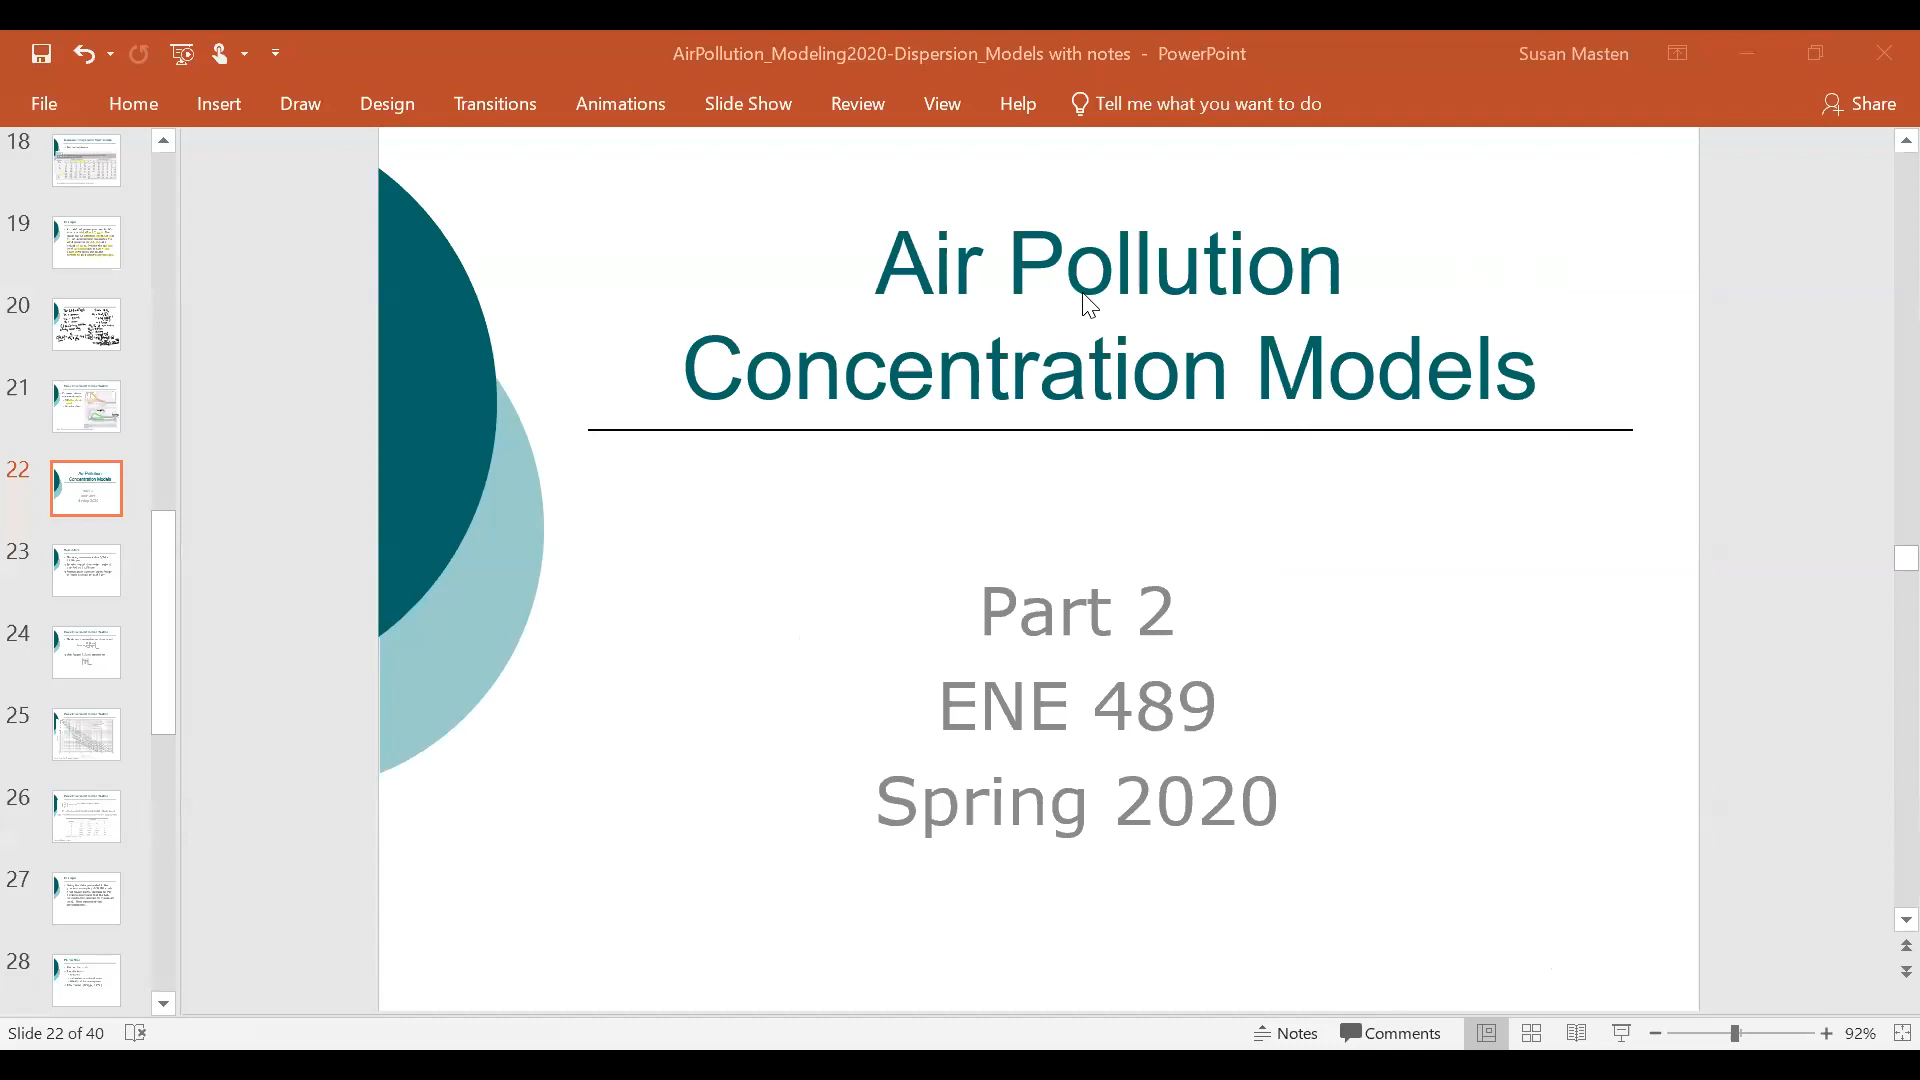 AirPollution_Modeling2020-Dispersion_Models with notes - PowerPoint
Susan Masten
File Home Insert Draw Design Transitions Animations Slide Show Review View Help Tell me what you want to do Share
18
19
20
21
22
23
24
25
26
27
28
Air Pollution
Concentration Models
Part 2
ENE 489
Spring 2020
Slide 22 of 40 Notes Comments 92%